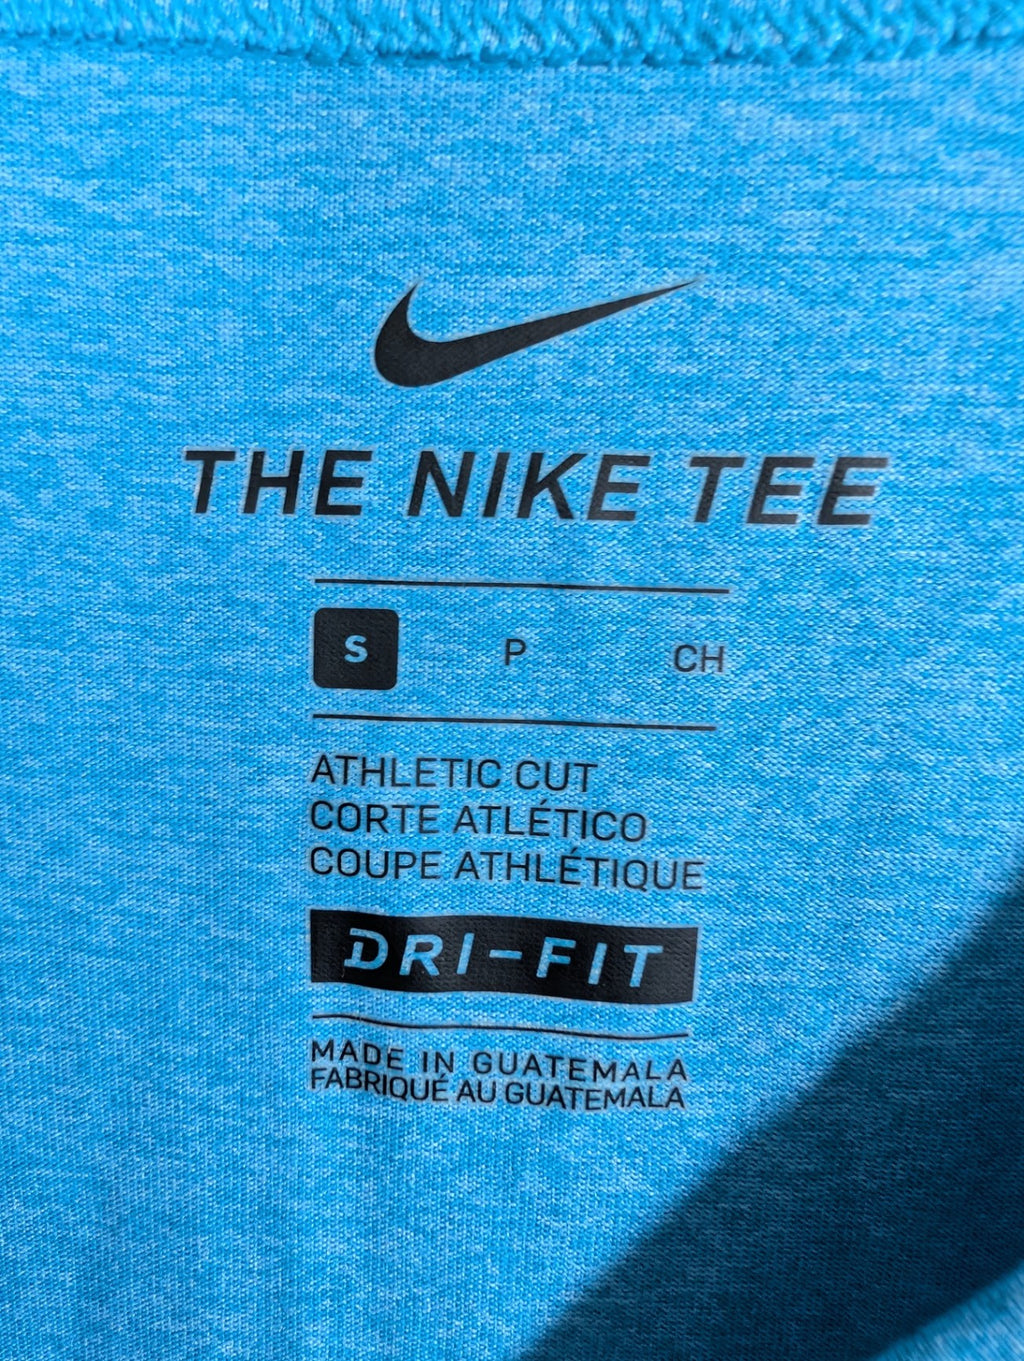 THE NIKE TEE
S P CH
ATHLETIC CUT
CORTE ATLÉTICO
COUPE ATHLÉTIQUE
DRI-FIT
MADE IN GUATEMALA
FABRIQUÉ AU GUATEMALA